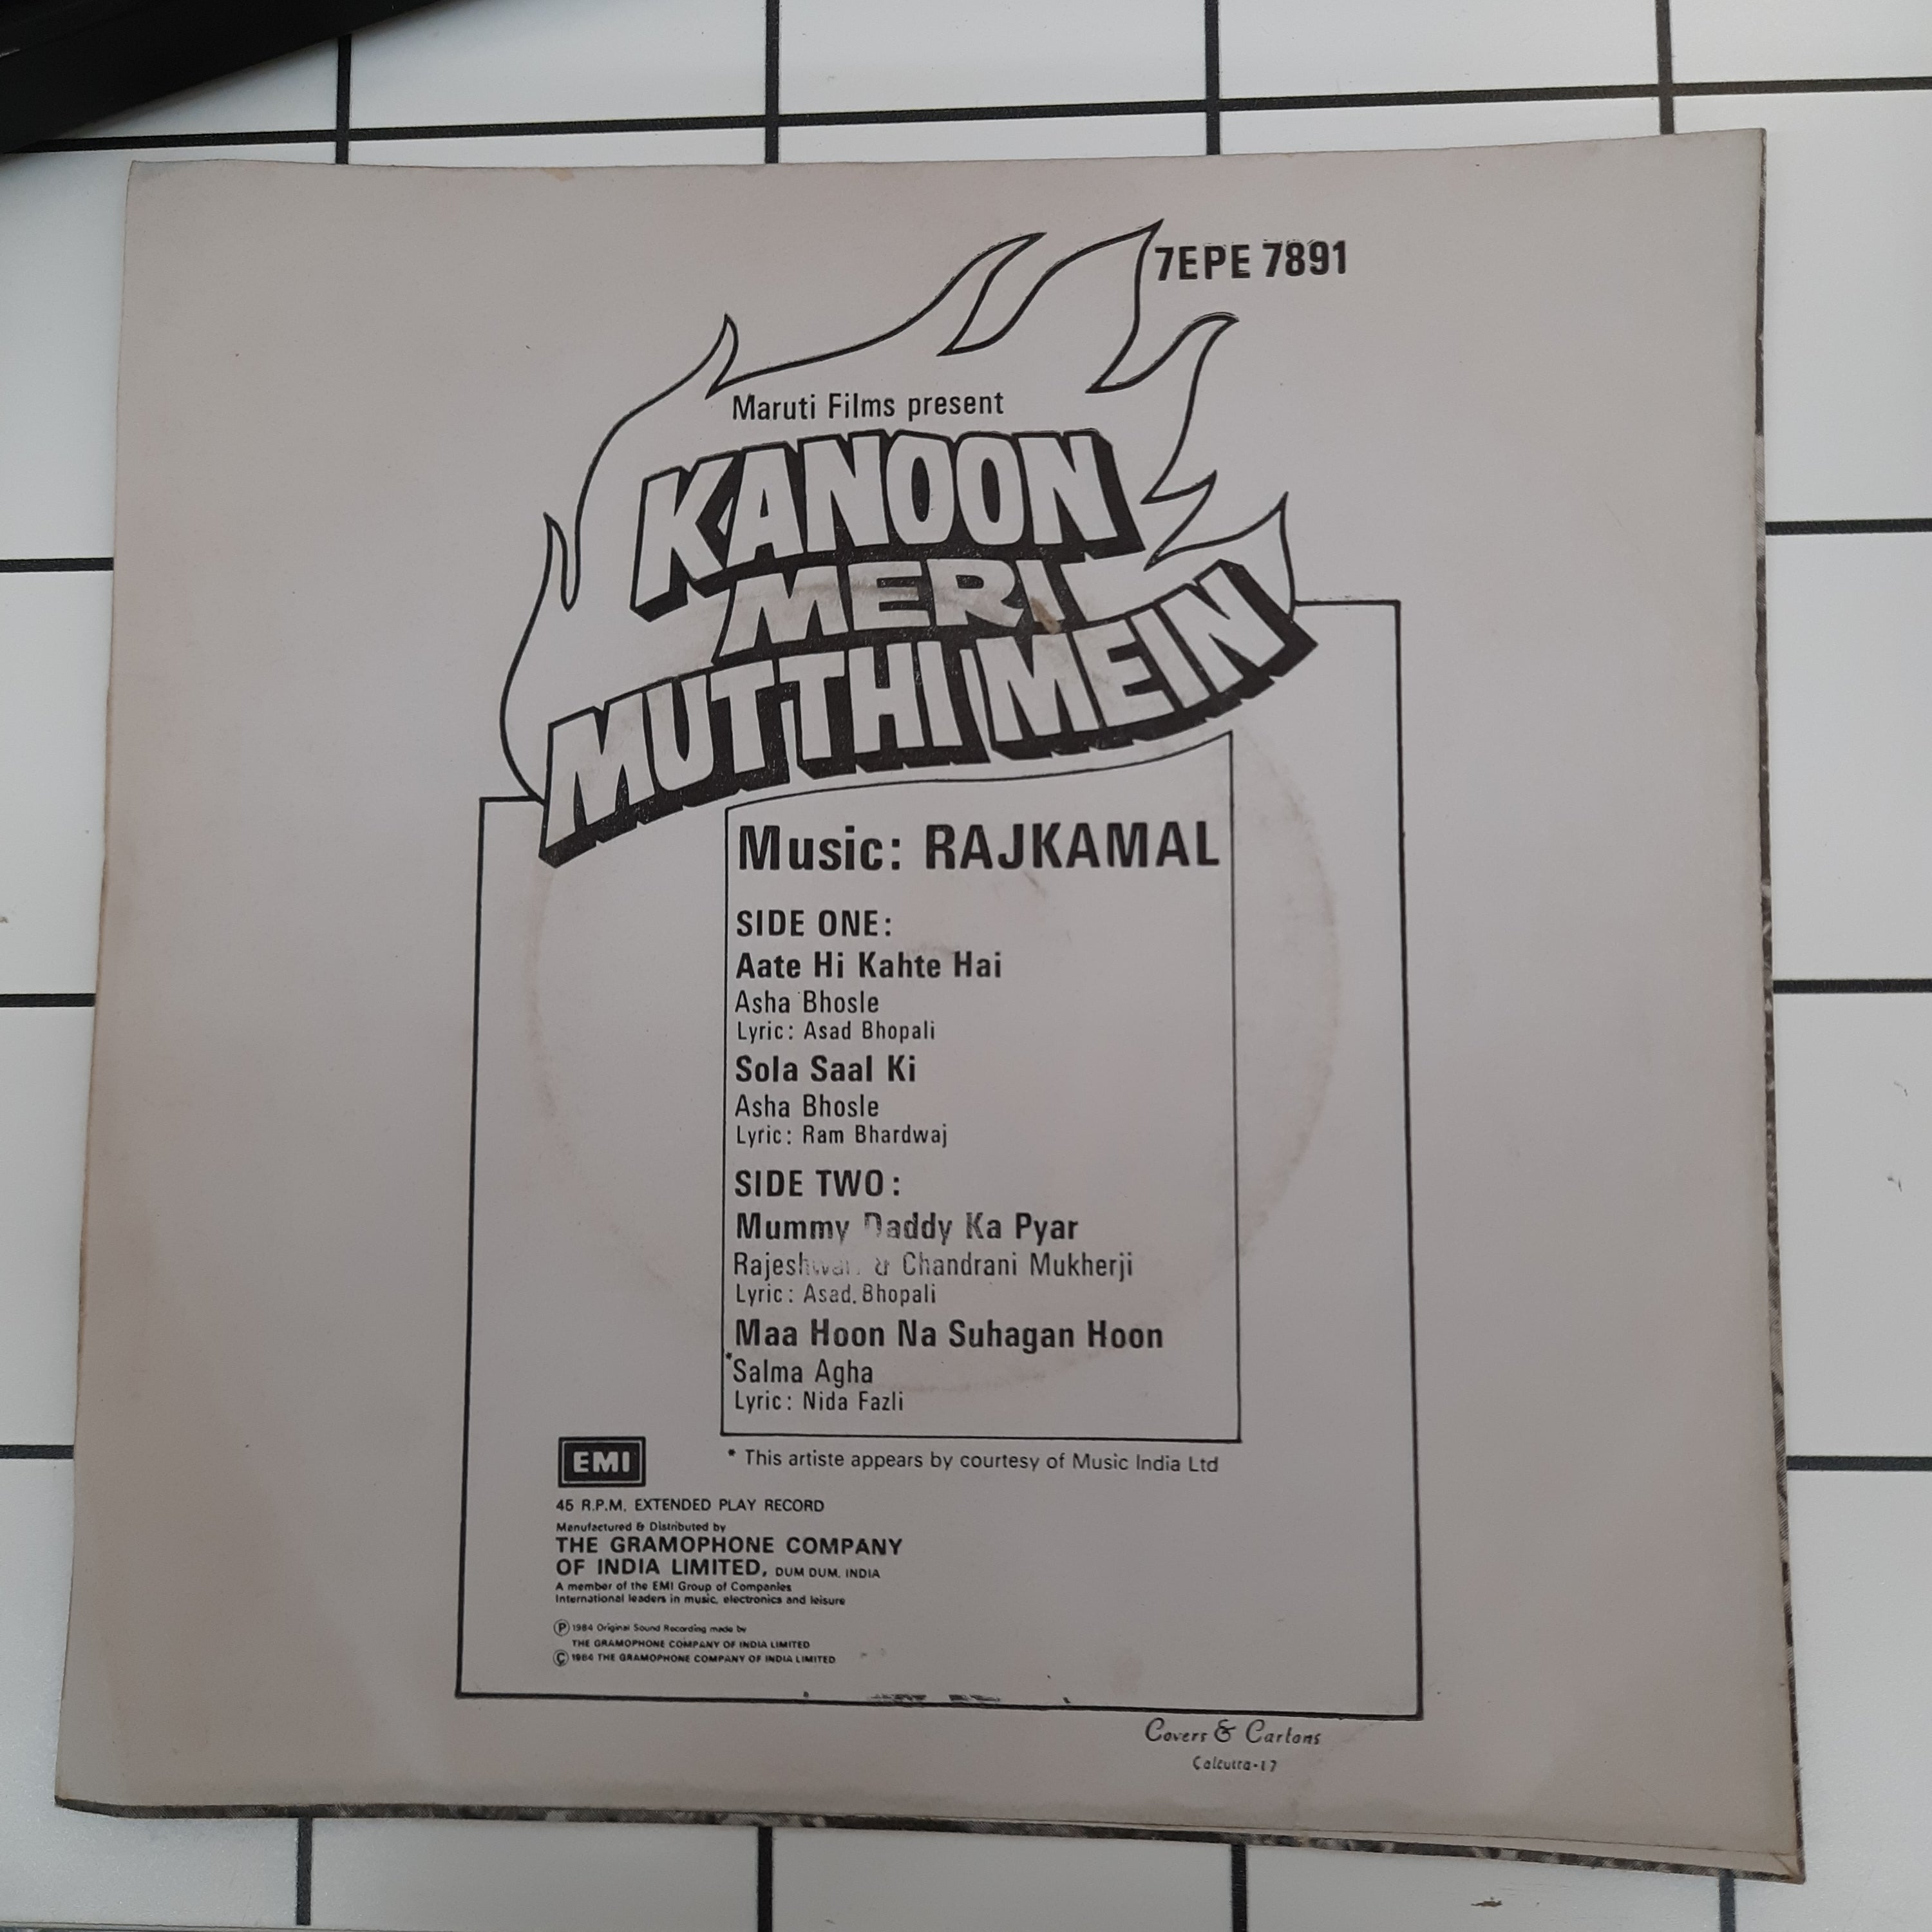 7EPE 7891
Maruti Films present
KANOON
MERI
MUTTHI MEIN
Music: RAJKAMAL
SIDE ONE:
Aate Hi Kahte Hai
Asha Bhosle
Lyric: Asad Bhopali
Sola Saal Ki
Asha Bhosle
Lyric: Ram Bhardwaj
SIDE TWO:
Mummy Daddy Ka Pyar
& Chandrani Mukherji
Lyric: Asad Bhopali
Maa Hoon Na Suhagan Hoon
*Salma Agha
Lyric: Nida Fazli
* This artiste appears by courtesy of Music India Ltd
EMI
45 R.P.M. EXTENDED PLAY RECORD
Manufactured & Distributed by
THE GRAMOPHONE COMPANY
OF INDIA LIMITED, DUM DUM, INDIA
A member of the EMI Group of Companies
International leaders in music, electronics and leisure
Ⓟ 1984 Original Sound Recording made by
THE GRAMOPHONE COMPANY OF INDIA LIMITED
© 1984 THE GRAMOPHONE COMPANY OF INDIA LIMITED
Covers & Cartons
Calcutta-17